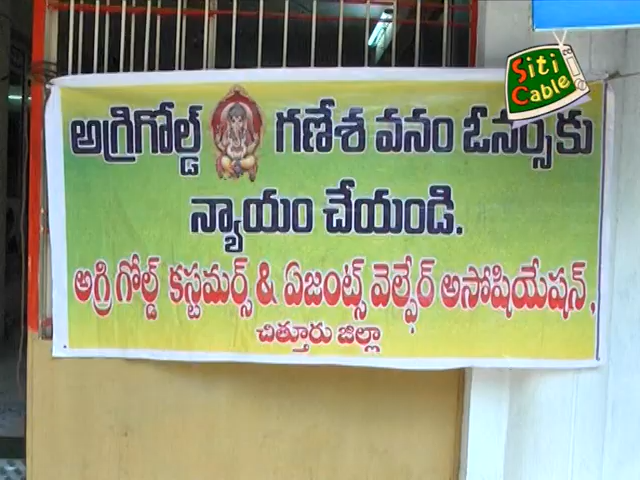 Siti
Cable
అగ్రిగోల్డ్ గణేశ వనం ఓనర్స్‌కు
న్యాయం చేయండి.
అగ్రి గోల్డ్ కస్టమర్స్ & ఏజంట్స్ వెల్ఫేర్ అసోషియేషన్,
చిత్తూరు జిల్లా